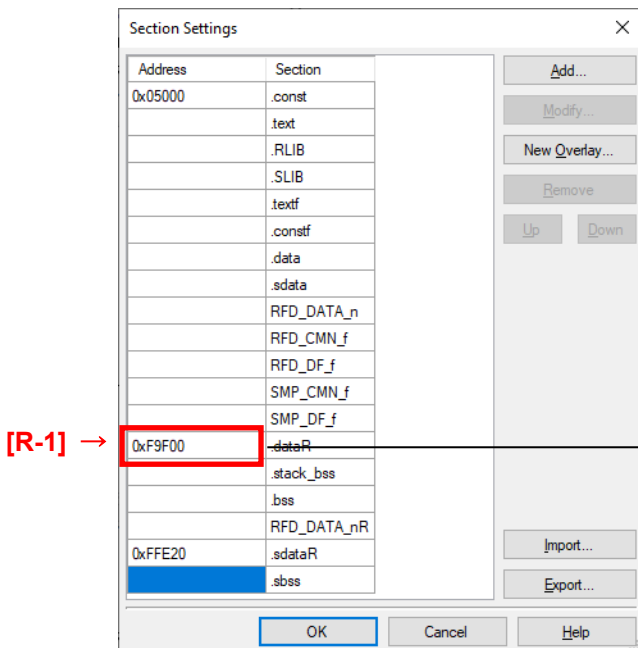 Section Settings
Address Section
0x05000 .const
.text
.RLIB
.SLIB
.textf
.constf
.data
.sdata
RFD_DATA_n
RFD_CMN_f
RFD_DF_f
SMP_CMN_f
SMP_DF_f
[R-1] → 0xF9F00 .dataR
.stack_bss
.bss
RFD_DATA_nR
0xFFE20 .sdataR
.sbss
Add...
Modify...
New Overlay...
Remove
Up Down
Import...
Export...
OK Cancel Help